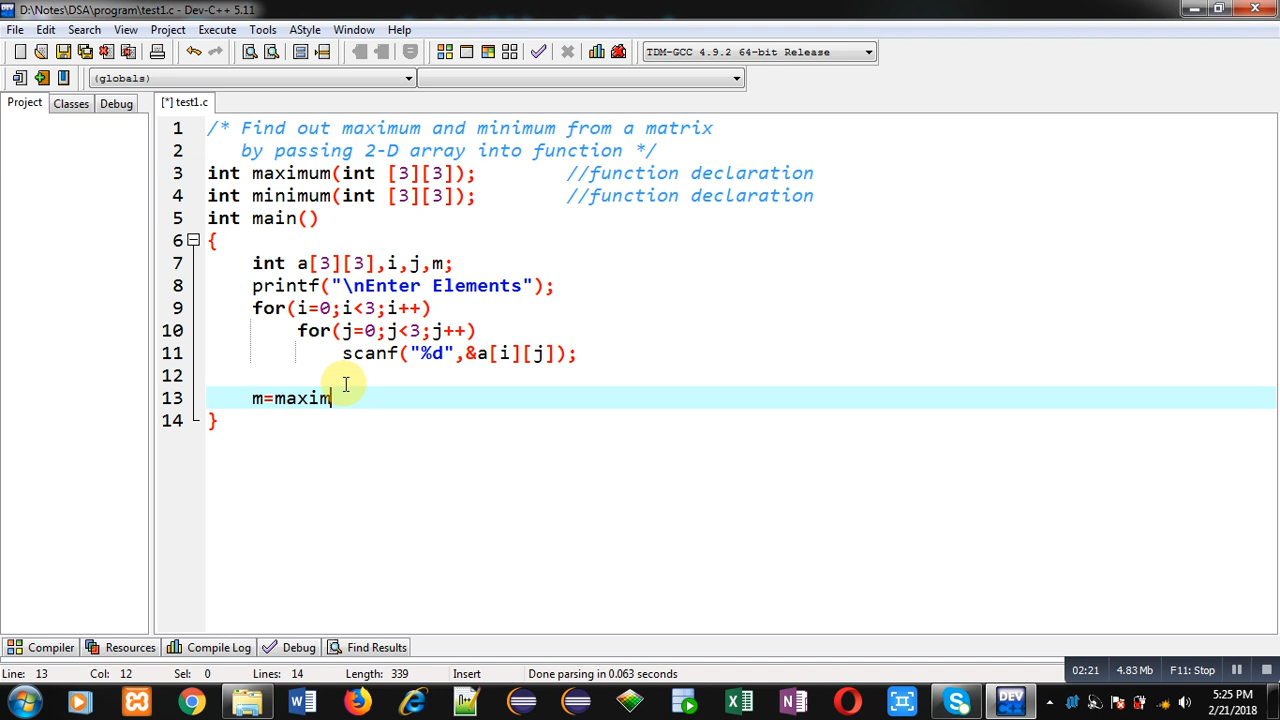 D:\Notes\DSA\program\test1.c - Dev-C++ 5.11
File Edit Search View Project Execute Tools AStyle Window Help
TDM-GCC 4.9.2 64-bit Release
(globals)
Project Classes Debug [*] test1.c
1 /* Find out maximum and minimum from a matrix
2 by passing 2-D array into function */
3 int maximum(int [3][3]); //function declaration
4 int minimum(int [3][3]); //function declaration
5 int main()
6 {
7 int a[3][3],i,j,m;
8 printf("\nEnter Elements");
9 for(i=0;i<3;i++)
10 for(j=0;j<3;j++)
11 scanf("%d",&a[i][j]);
12
13 m=maxim
14 }
Compiler Resources Compile Log Debug Find Results
Line: 13 Col: 12 Sel: 0 Lines: 14 Length: 339 Insert Done parsing in 0.063 seconds
02:21 4.83 Mb F11: Stop
DEV
5:25 PM
2/21/2018